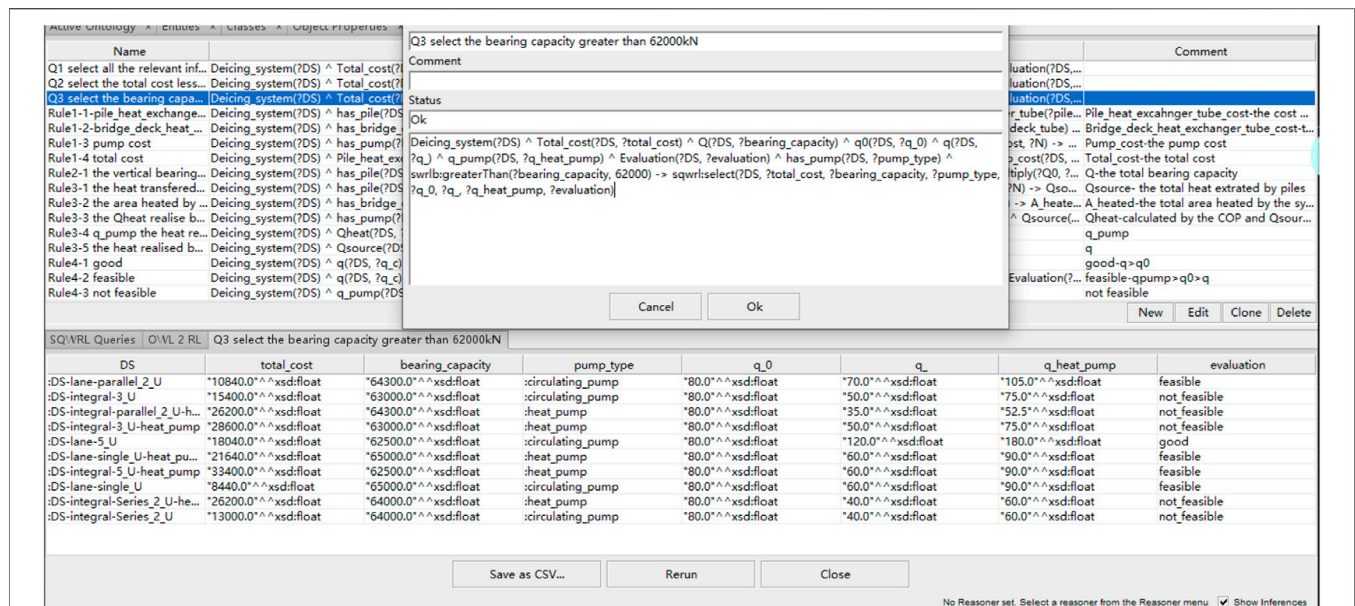 Active Ontology × Entities × Classes × Object Properties ×
Q3 select the bearing capacity greater than 62000kN
Comment
Status
Ok
Deicing_system(?DS) ^ Total_cost(?DS, ?total_cost) ^ Q(?DS, ?bearing_capacity) ^ q0(?DS, ?q_0) ^ q(?DS,
?q_) ^ q_pump(?DS, ?q_heat_pump) ^ Evaluation(?DS, ?evaluation) ^ has_pump(?DS, ?pump_type) ^
swrlb:greaterThan(?bearing_capacity, 62000) -> sqwrl:select(?DS, ?total_cost, ?bearing_capacity, ?pump_type,
?q_0, ?q_, ?q_heat_pump, ?evaluation)
Cancel Ok
Name Comment
Q1 select all the relevant inf... Deicing_system(?DS) ^ Total_cost(?l luation(?DS,...
Q2 select the total cost less... Deicing_system(?DS) ^ Total_cost(?l luation(?DS,...
Q3 select the bearing capa... Deicing_system(?DS) ^ Total_cost(?l luation(?DS,...
Rule1-1-pile_heat_exchange... Deicing_system(?DS) ^ has_pile(?DS r_tube(?pile... Pile_heat_excahnger_tube_cost-the cost ...
Rule1-2-bridge_deck_heat_... Deicing_system(?DS) ^ has_bridge_ deck_tube) ... Bridge_deck_heat_exchanger_tube_cost-t...
Rule1-3 pump cost Deicing_system(?DS) ^ has_pump(? ost, ?N) -> ... Pump_cost-the pump cost
Rule1-4 total cost Deicing_system(?DS) ^ Pile_heat_ex p_cost(?DS, ... Total_cost-the total cost
Rule2-1 the vertical bearing... Deicing_system(?DS) ^ has_pile(?DS tiply(?Q0, ?... Q-the total bearing capacity
Rule3-1 the heat transfered... Deicing_system(?DS) ^ has_pile(?DS ?N) -> Qso... Qsource- the total heat extrated by piles
Rule3-2 the area heated by ... Deicing_system(?DS) ^ has_bridge_ ) -> A_heate... A_heated-the total area heated by the sy...
Rule3-3 the Qheat realise b... Deicing_system(?DS) ^ has_pump(? ^ Qsource(... Qheat-calculated by the COP and Qsour...
Rule3-4 q_pump the heat re... Deicing_system(?DS) ^ Qheat(?DS, q_pump
Rule3-5 the heat realised b... Deicing_system(?DS) ^ Qsource(?DS q
Rule4-1 good Deicing_system(?DS) ^ q(?DS, ?q_c) good-q>q0
Rule4-2 feasible Deicing_system(?DS) ^ q(?DS, ?q_c) Evaluation(?... feasible-qpump>q0>q
Rule4-3 not feasible Deicing_system(?DS) ^ q_pump(?DS not feasible
New Edit Clone Delete
SQWRL Queries OWL 2 RL Q3 select the bearing capacity greater than 62000kN
DS total_cost bearing_capacity pump_type q_0 q_ q_heat_pump evaluation
:DS-lane-parallel_2_U "10840.0"^^xsd:float "64300.0"^^xsd:float :circulating_pump "80.0"^^xsd:float "70.0"^^xsd:float "105.0"^^xsd:float feasible
:DS-integral-3_U "15400.0"^^xsd:float "63000.0"^^xsd:float :circulating_pump "80.0"^^xsd:float "50.0"^^xsd:float "75.0"^^xsd:float not_feasible
:DS-integral-parallel_2_U-h... "26200.0"^^xsd:float "64300.0"^^xsd:float :heat_pump "80.0"^^xsd:float "35.0"^^xsd:float "52.5"^^xsd:float not_feasible
:DS-integral-3_U-heat_pump "28600.0"^^xsd:float "63000.0"^^xsd:float :heat_pump "80.0"^^xsd:float "50.0"^^xsd:float "75.0"^^xsd:float not_feasible
:DS-lane-5_U "18040.0"^^xsd:float "62500.0"^^xsd:float :circulating_pump "80.0"^^xsd:float "120.0"^^xsd:float "180.0"^^xsd:float good
:DS-lane-single_U-heat_pu... "21640.0"^^xsd:float "65000.0"^^xsd:float :heat_pump "80.0"^^xsd:float "60.0"^^xsd:float "90.0"^^xsd:float feasible
:DS-integral-5_U-heat_pump "33400.0"^^xsd:float "62500.0"^^xsd:float :heat_pump "80.0"^^xsd:float "60.0"^^xsd:float "90.0"^^xsd:float feasible
:DS-lane-single_U "8440.0"^^xsd:float "65000.0"^^xsd:float :circulating_pump "80.0"^^xsd:float "60.0"^^xsd:float "90.0"^^xsd:float feasible
:DS-integral-Series_2_U-he... "26200.0"^^xsd:float "64000.0"^^xsd:float :heat_pump "80.0"^^xsd:float "40.0"^^xsd:float "60.0"^^xsd:float not_feasible
:DS-integral-Series_2_U "13000.0"^^xsd:float "64000.0"^^xsd:float :circulating_pump "80.0"^^xsd:float "40.0"^^xsd:float "60.0"^^xsd:float not_feasible
Save as CSV... Rerun Close
No Reasoner set. Select a reasoner from the Reasoner menu Show Inferences